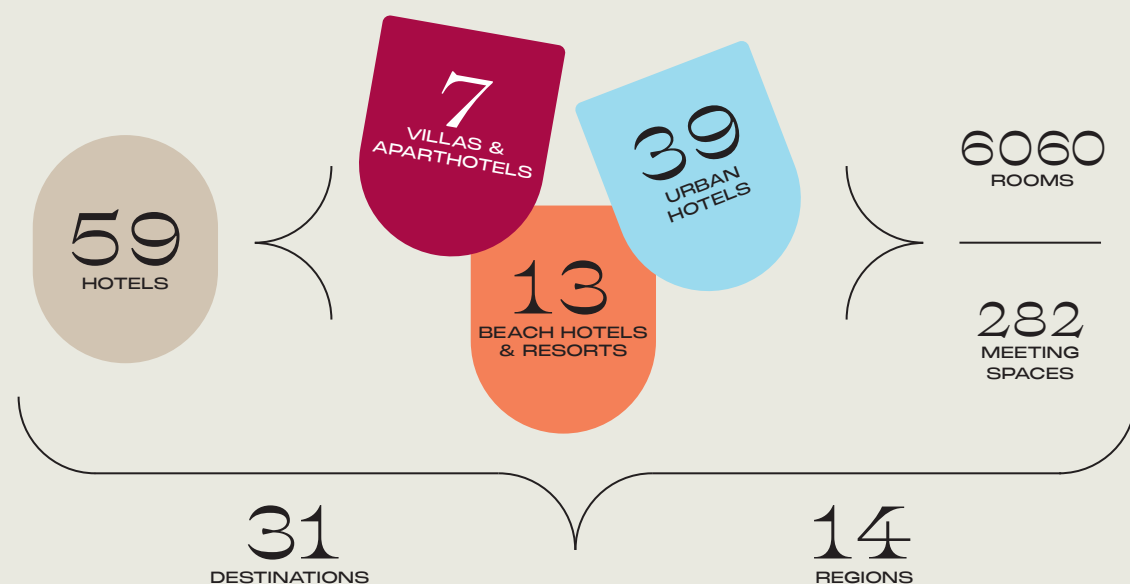 59
HOTELS
7
VILLAS &
APARTHOTELS
39
URBAN
HOTELS
13
BEACH HOTELS
& RESORTS
6060
ROOMS
282
MEETING
SPACES
31
DESTINATIONS
14
REGIONS